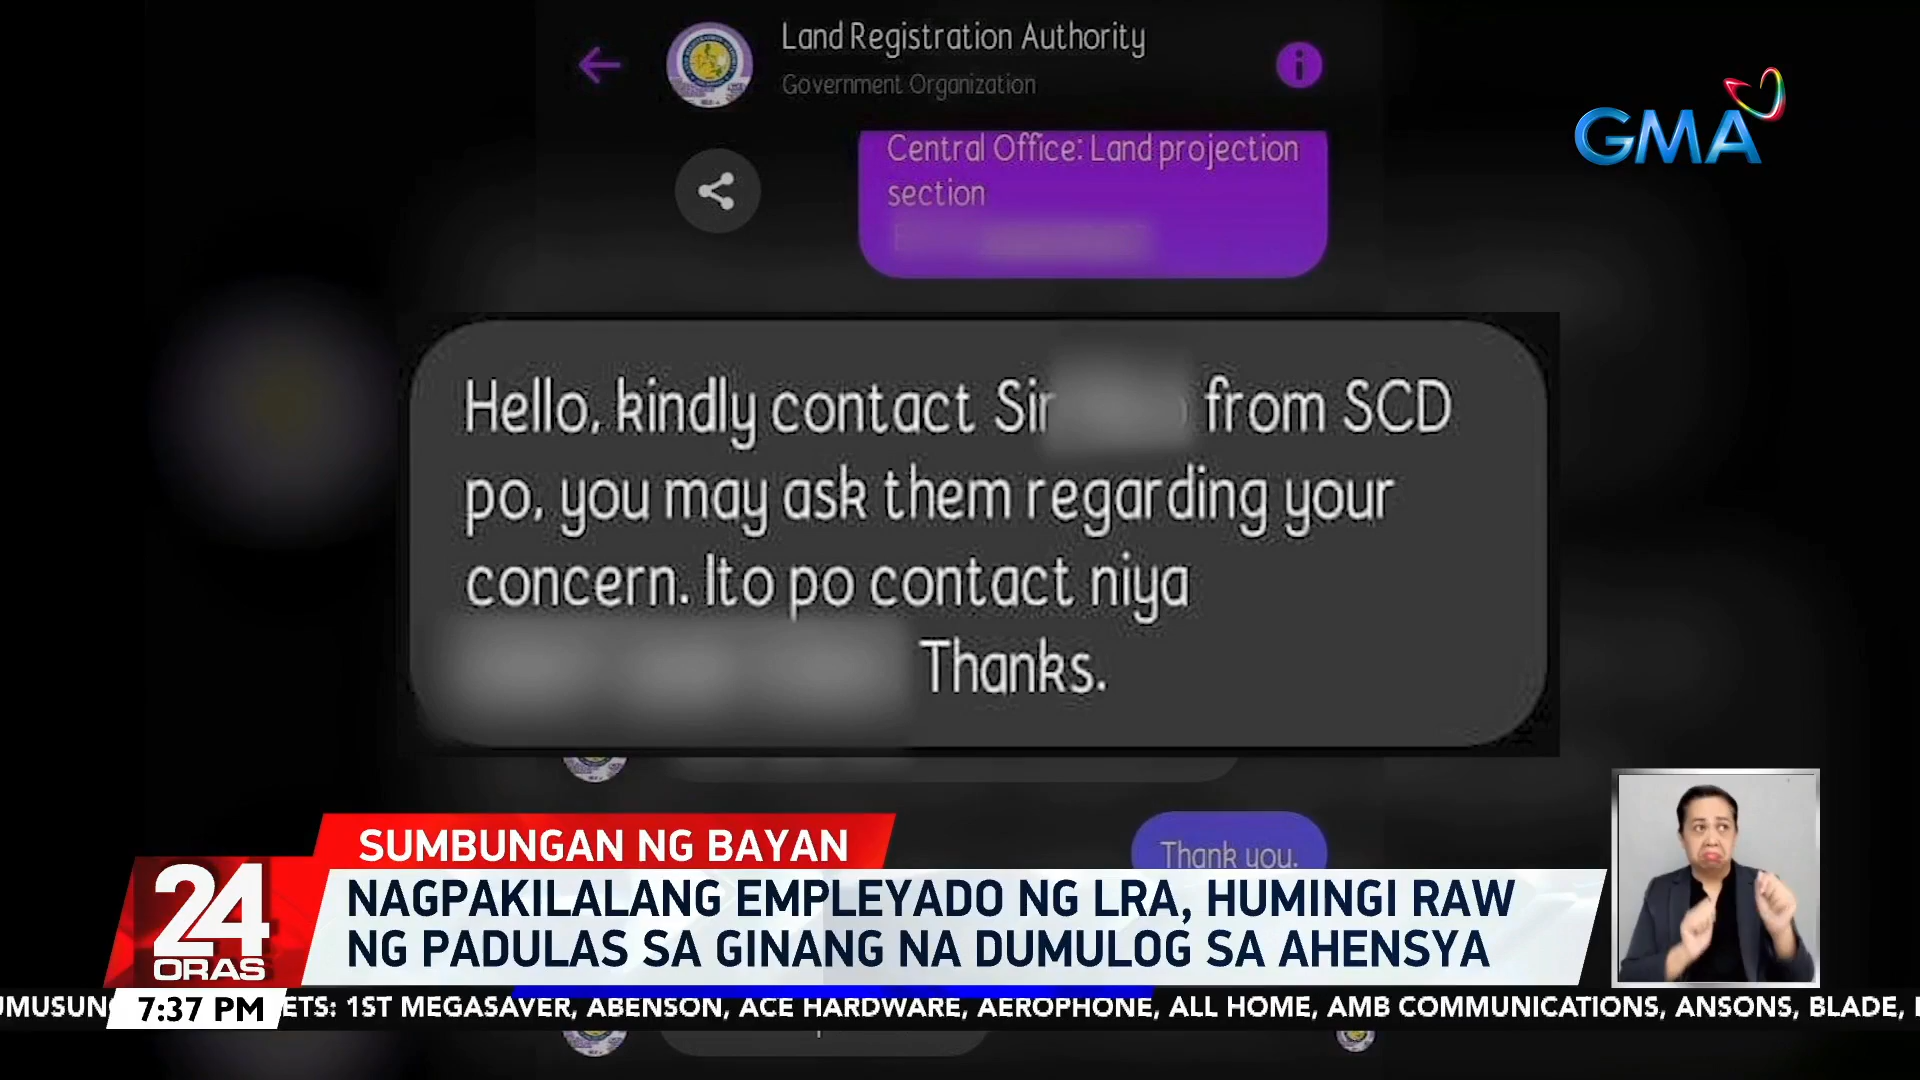 Land Registration Authority
Government Organization
GMA
Central Office: Land projection
section
Hello, kindly contact Sir from SCD
po, you may ask them regarding your
concern. Ito po contact niya
Thanks.
Thank you.
SUMBUNGAN NG BAYAN
24
ORAS
NAGPAKILALANG EMPLEYADO NG LRA, HUMINGI RAW
NG PADULAS SA GINANG NA DUMULOG SA AHENSYA
7:37 PM
ETS: 1ST MEGASAVER, ABENSON, ACE HARDWARE, AEROPHONE, ALL HOME, AMB COMMUNICATIONS, ANSONS, BLADE,